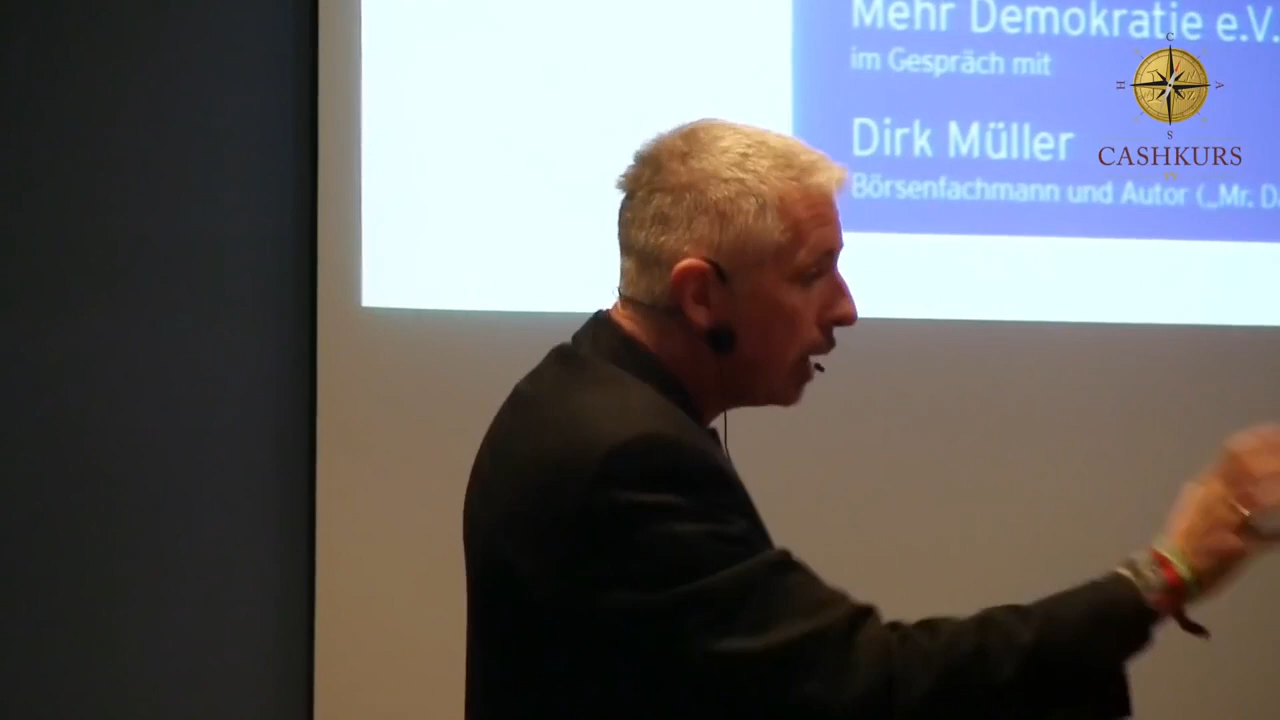 Mehr Demokratie e.V.
im Gespräch mit
Dirk Müller
Börsenfachmann und Autor („Mr.
C
H A
S
CASHKURS